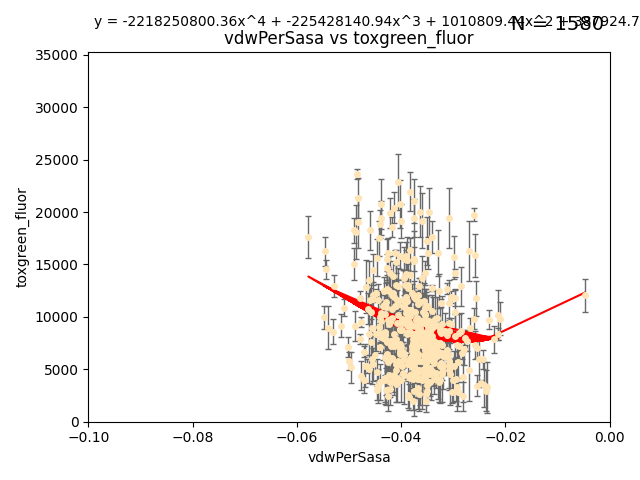 y = -2218250800.36x^4 + -225428140.94x^3 + 1010809.44x^2 + 387924.7
N = 1580
vdwPerSasa vs toxgreen_fluor
35000
30000
25000
20000
15000
10000
5000
0
toxgreen_fluor
−0.10 −0.08 −0.06 −0.04 −0.02 0.00
vdwPerSasa